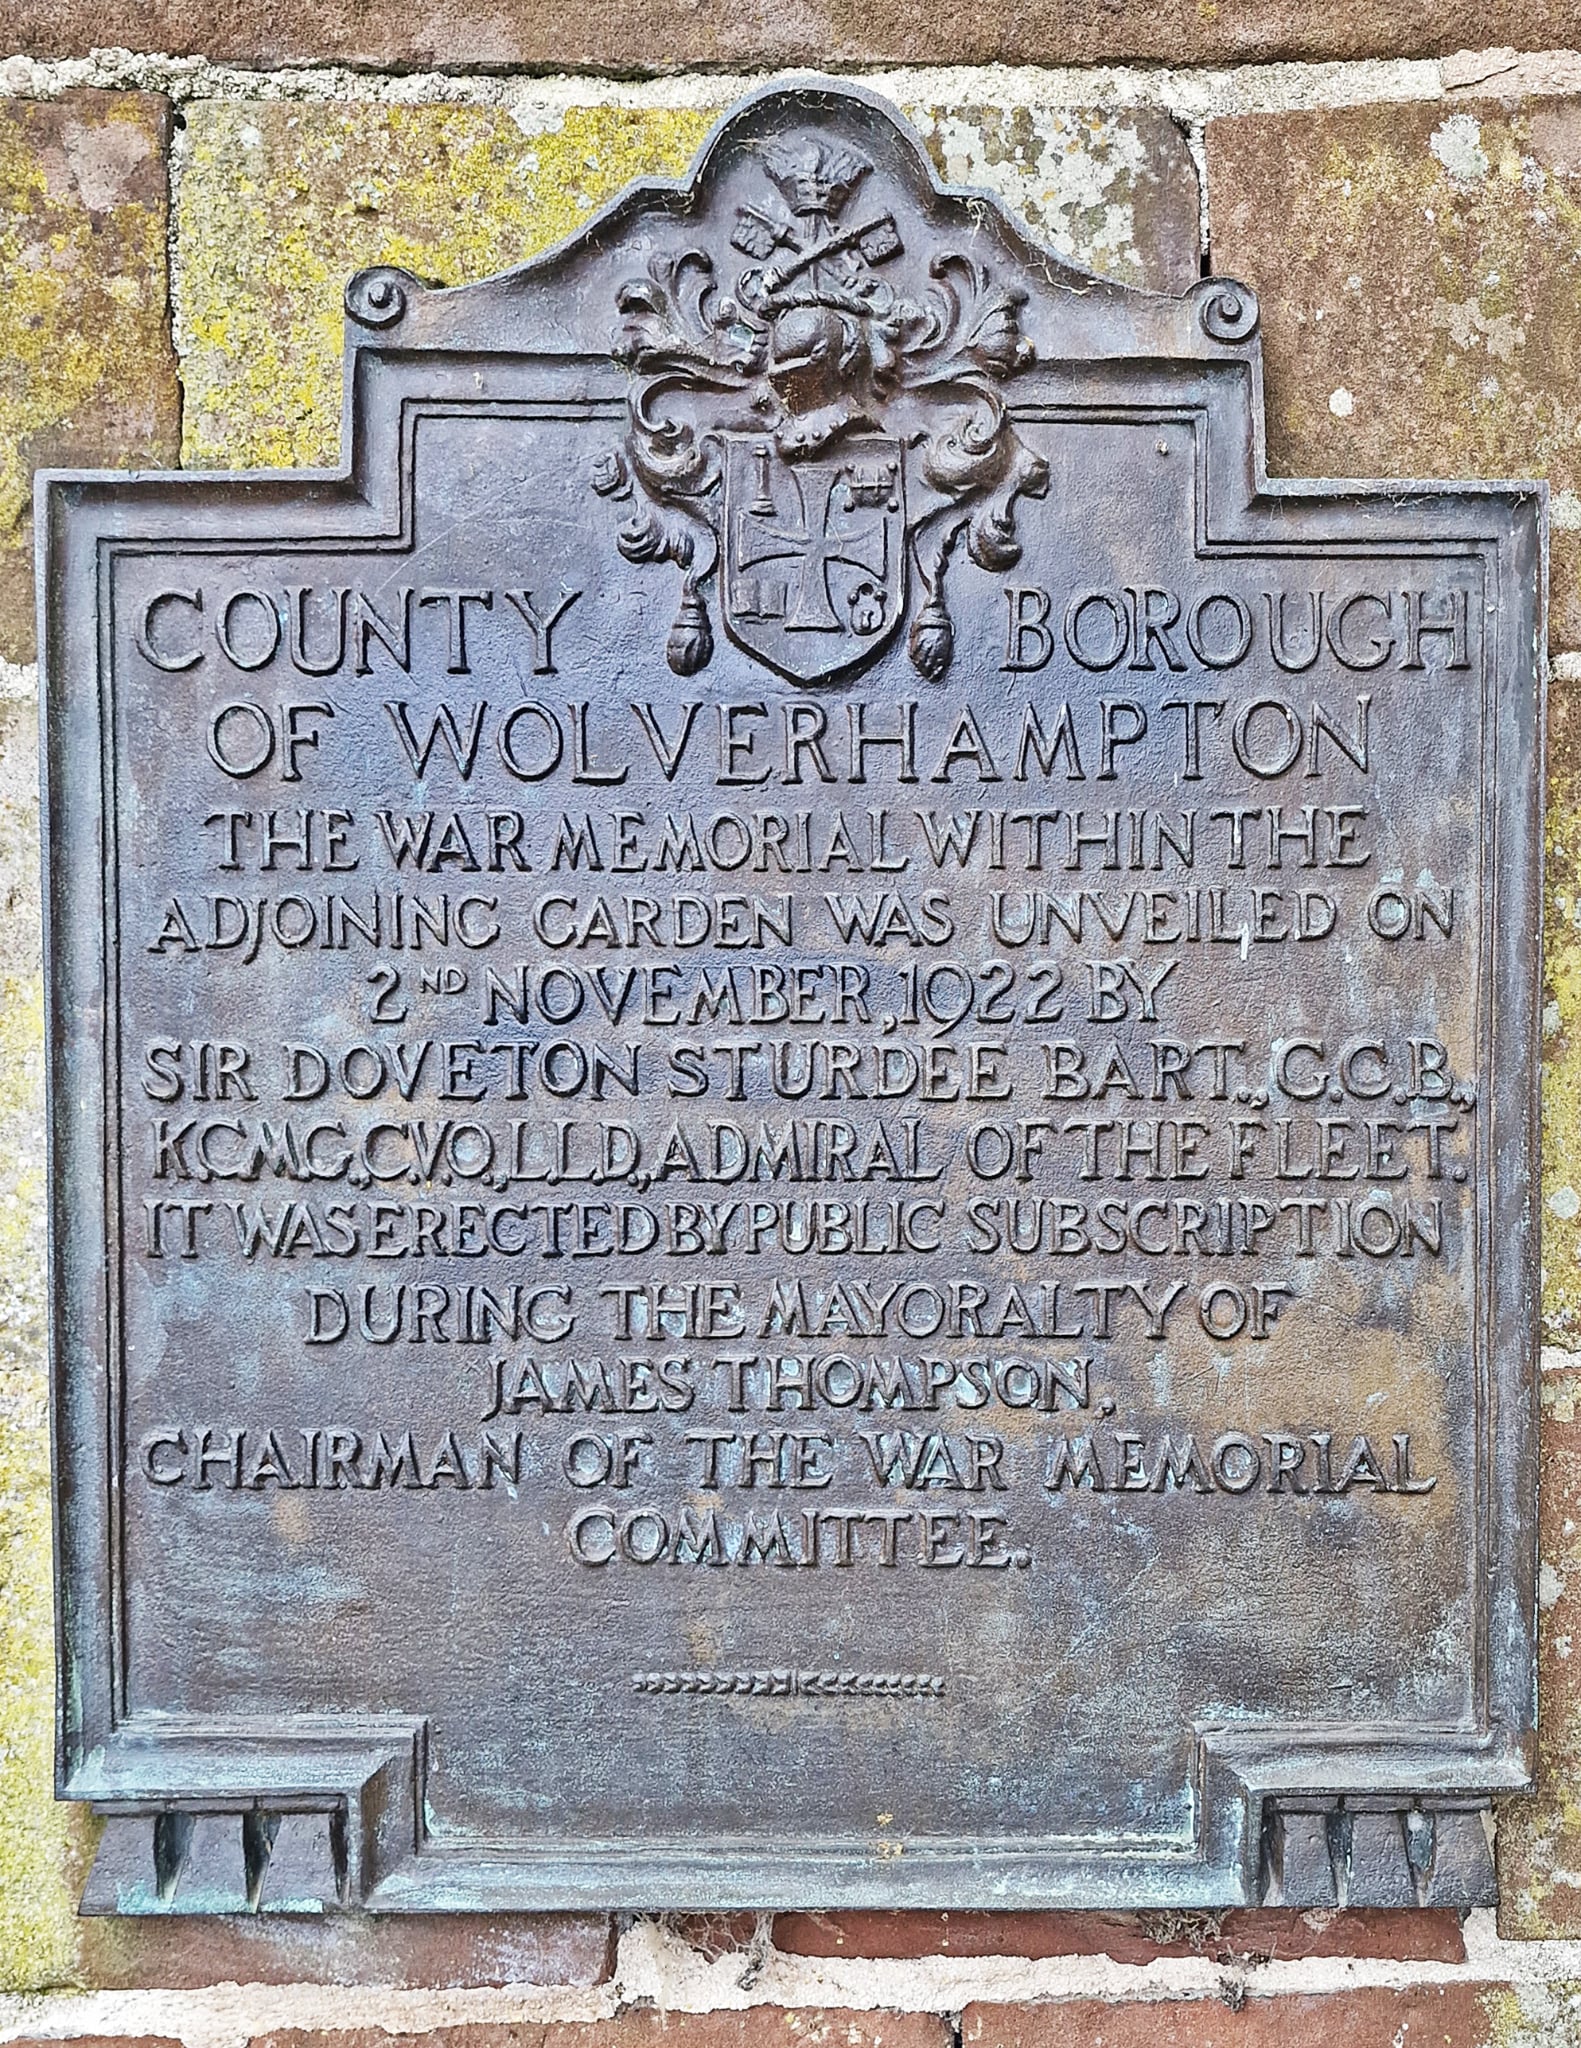 COUNTY BOROUGH
OF WOLVERHAMPTON
THE WAR MEMORIAL WITHIN THE
ADJOINING GARDEN WAS UNVEILED ON
2ND NOVEMBER, 1922 BY
SIR DOVETON STURDEE BART., G.C.B.,
K.C.M.G., C.V.O., L.L.D., ADMIRAL OF THE FLEET.
IT WAS ERECTED BY PUBLIC SUBSCRIPTION
DURING THE MAYORALTY OF
JAMES THOMPSON,
CHAIRMAN OF THE WAR MEMORIAL
COMMITTEE.